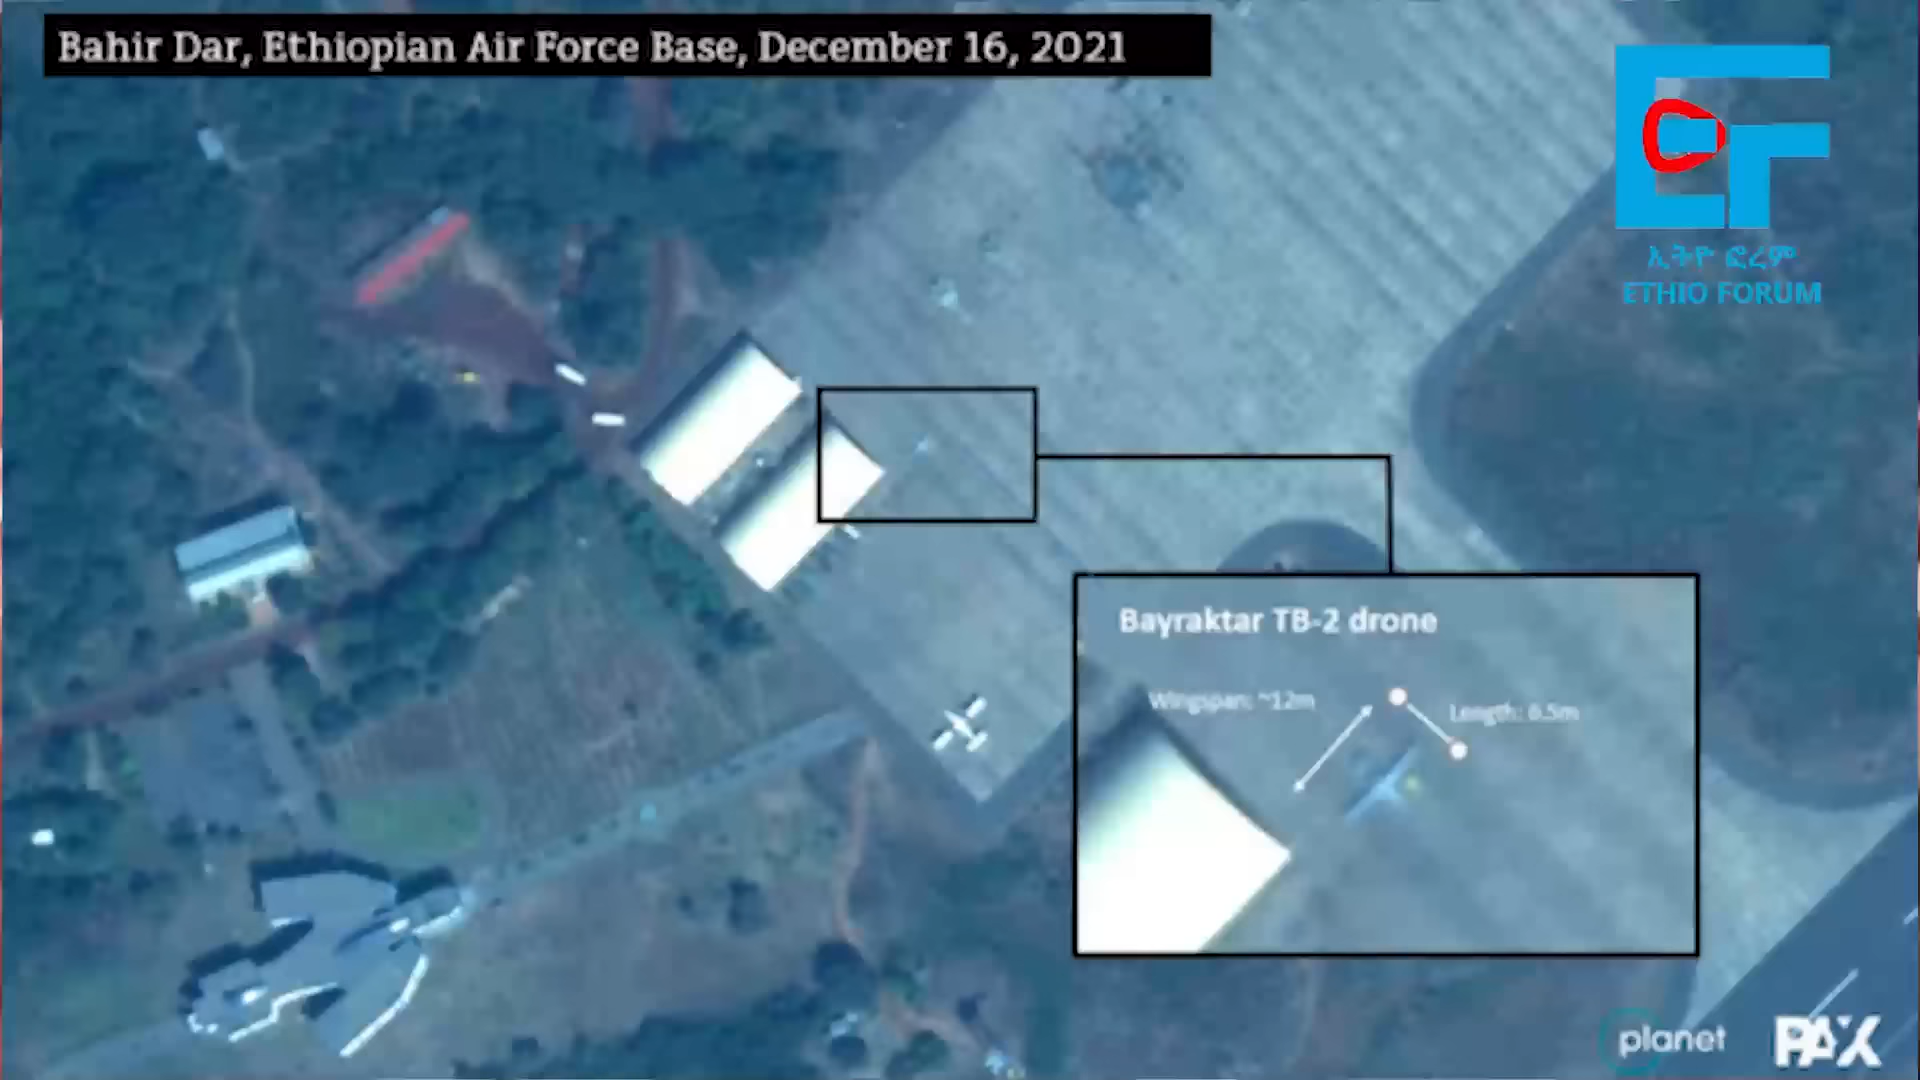 Bahir Dar, Ethiopian Air Force Base, December 16, 2021
ኢትዮ ፎረም
ETHIO FORUM
Bayraktar TB-2 drone
Wingspan: ~12m
Length: 6.5m
planet
PAX